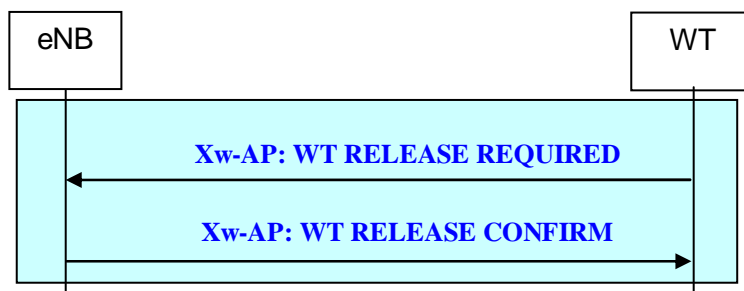 eNB
WT
Xw-AP: WT RELEASE REQUIRED
Xw-AP: WT RELEASE CONFIRM